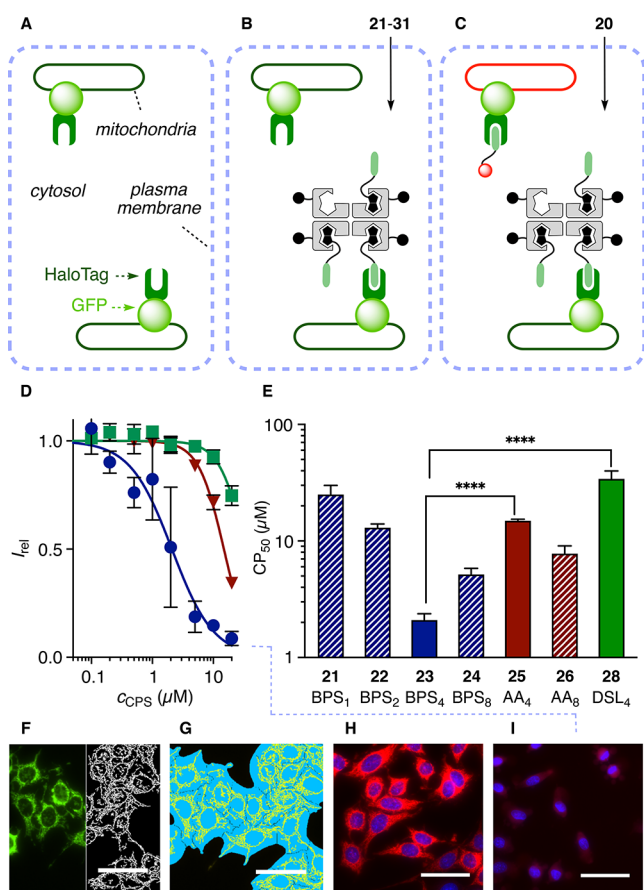 A B 21-31 C 20
mitochondria
cytosol plasma
membrane
HaloTag
GFP
D E
1.0
0.5
0.0
I_rel
0.1 1 10
c_CPS (μM)
100
10
1
CP_50 (μM)
****
****
21 22 23 24 25 26 28
BPS_1 BPS_2 BPS_4 BPS_8 AA_4 AA_8 DSL_4
F G H I